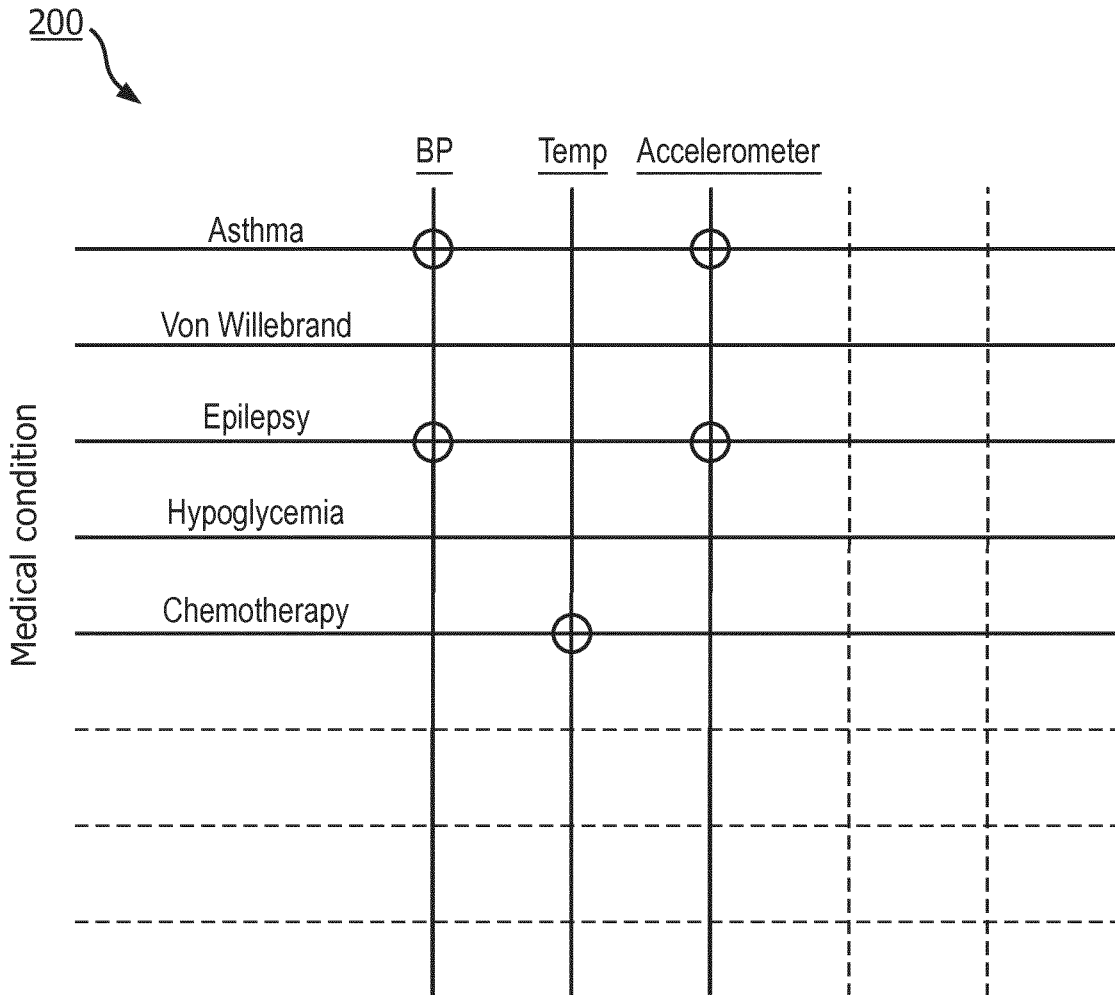 200
BP Temp Accelerometer
Asthma
Von Willebrand
Epilepsy
Hypoglycemia
Chemotherapy
Medical condition